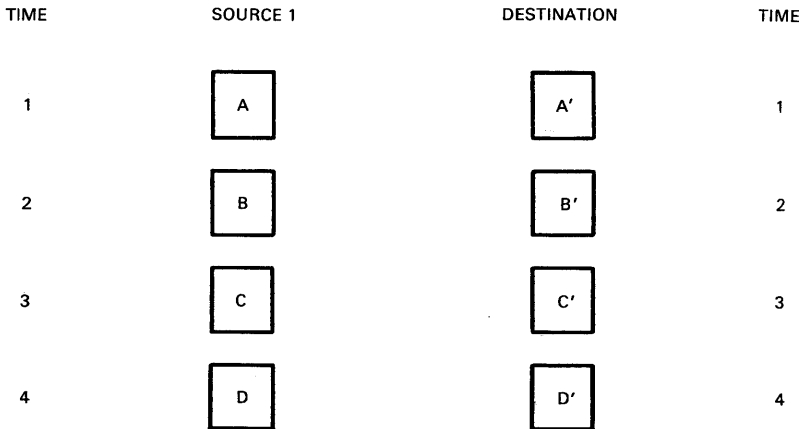 TIME SOURCE 1 DESTINATION TIME
1 A A′ 1
2 B B′ 2
3 C C′ 3
4 D D′ 4